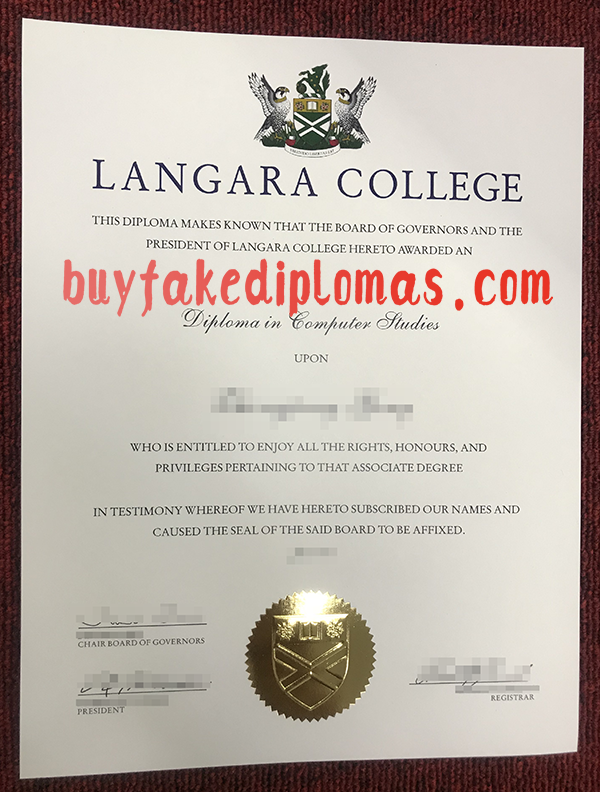 LANGARA COLLEGE
THIS DIPLOMA MAKES KNOWN THAT THE BOARD OF GOVERNORS AND THE
PRESIDENT OF LANGARA COLLEGE HERETO AWARDED AN
buyfakediplomas.com
Diploma in Computer Studies
UPON
WHO IS ENTITLED TO ENJOY ALL THE RIGHTS, HONOURS, AND
PRIVILEGES PERTAINING TO THAT ASSOCIATE DEGREE
IN TESTIMONY WHEREOF WE HAVE HERETO SUBSCRIBED OUR NAMES AND
CAUSED THE SEAL OF THE SAID BOARD TO BE AFFIXED.
CHAIR BOARD OF GOVERNORS
PRESIDENT
REGISTRAR